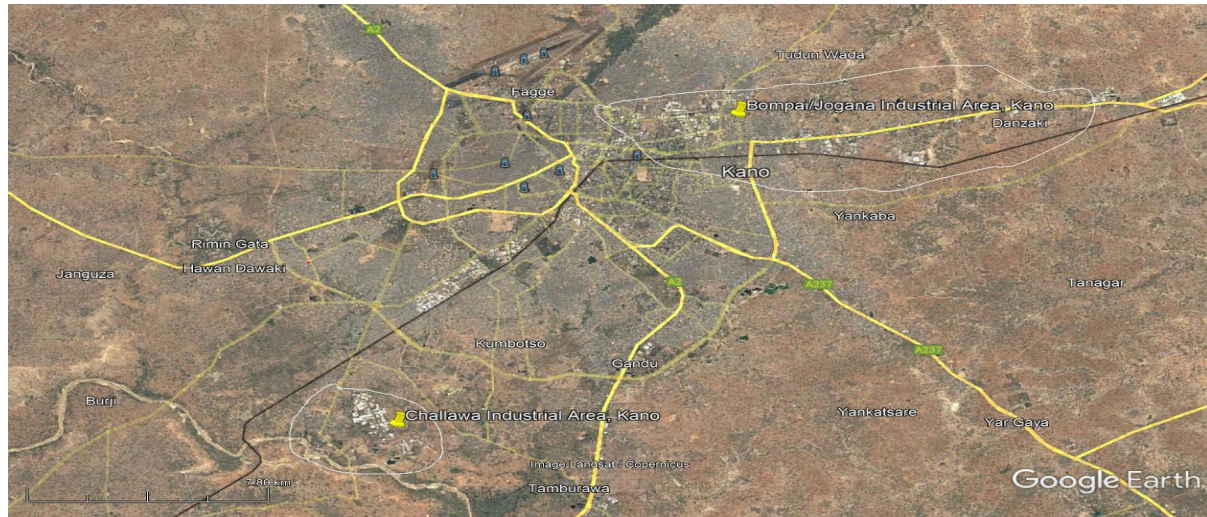 A2
Tudun Wada
Fagge
Bompai/Jogana Industrial Area, Kano
Danzaki
Kano
Yankaba
Rimin Gata
Hawan Dawaki
Janguza
A2
A237
Tanagar
Kumbotso
A237
Gandu
Burji
Challawa Industrial Area, Kano
Yankatsare
Yar Gaya
Image Landsat / Copernicus
Google Earth
7.80 km
Tamburawa